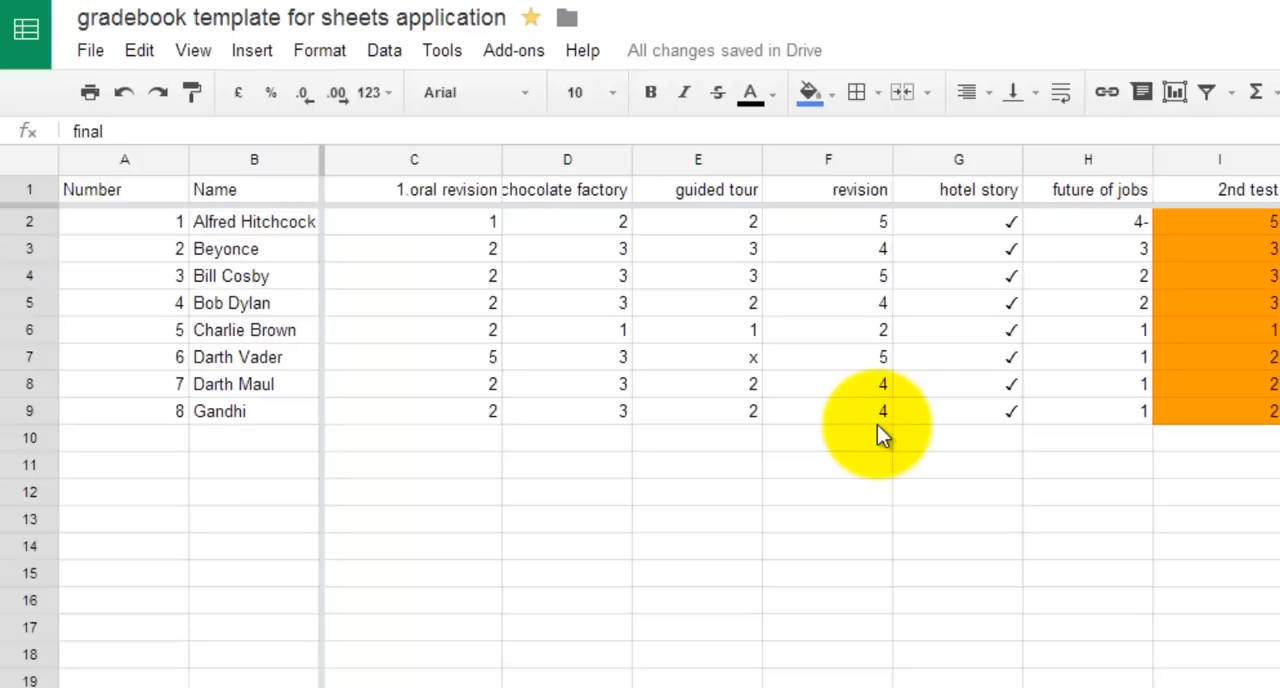 gradebook template for sheets application
File Edit View Insert Format Data Tools Add-ons Help All changes saved in Drive
£ % .0 .00 123 Arial 10 B I S A Σ
fx final
A B C D E F G H I
1 Number Name 1.oral revision chocolate factory guided tour revision hotel story future of jobs 2nd test
2 1 Alfred Hitchcock 1 2 2 5 ✓ 4- 5
3 2 Beyonce 2 3 3 4 ✓ 3 3
4 3 Bill Cosby 2 3 3 5 ✓ 2 3
5 4 Bob Dylan 2 3 2 4 ✓ 2 3
6 5 Charlie Brown 2 1 1 2 ✓ 1 1
7 6 Darth Vader 5 3 x 5 ✓ 1 2
8 7 Darth Maul 2 3 2 4 ✓ 1 2
9 8 Gandhi 2 3 2 4 ✓ 1 2
10
11
12
13
14
15
16
17
18
19